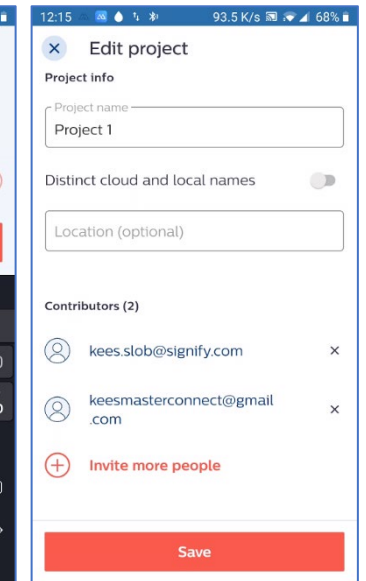 12:15 93.5 K/s 68%
Edit project
Project info
Project name
Project 1
Distinct cloud and local names
Location (optional)
Contributors (2)
kees.slob@signify.com
keesmasterconnect@gmail
.com
Invite more people
Save